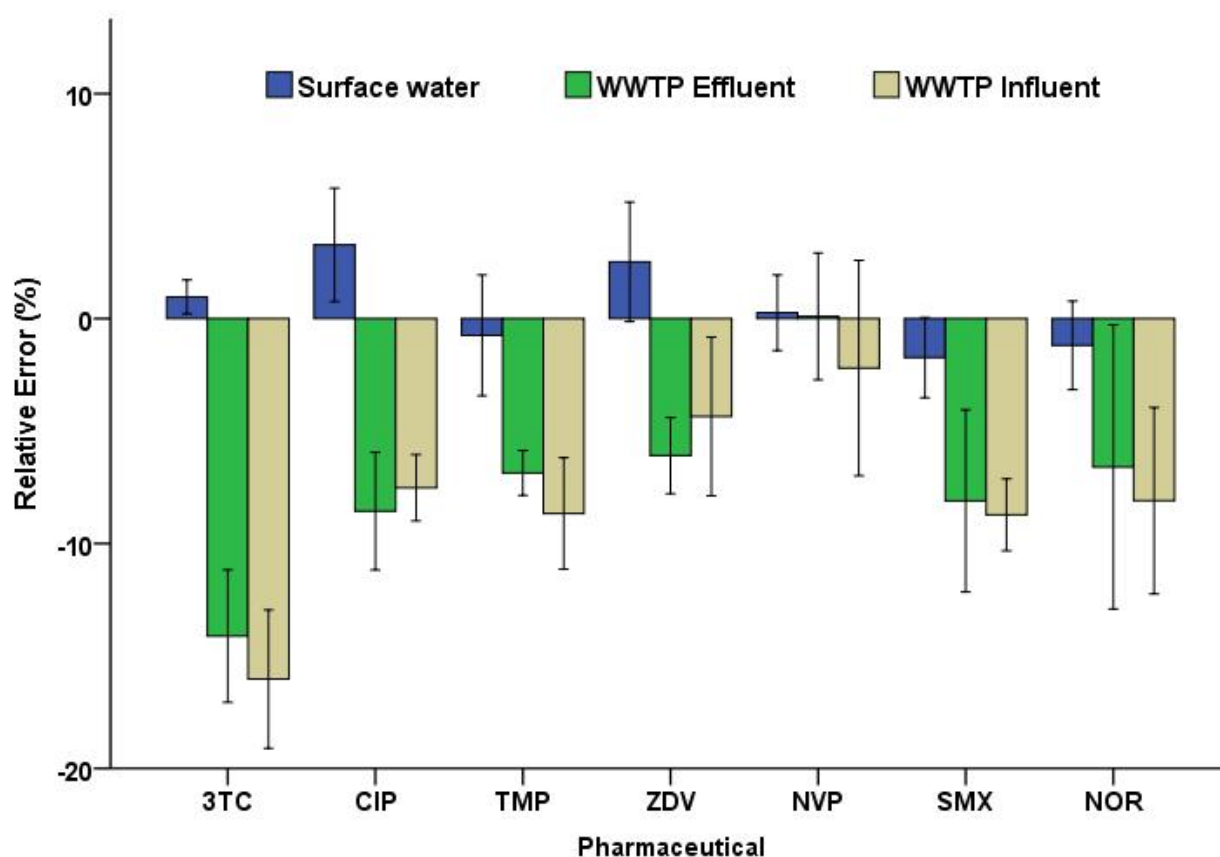 Surface water WWTP Effluent WWTP Influent
10
0
-10
-20
Relative Error (%)
3TC CIP TMP ZDV NVP SMX NOR
Pharmaceutical